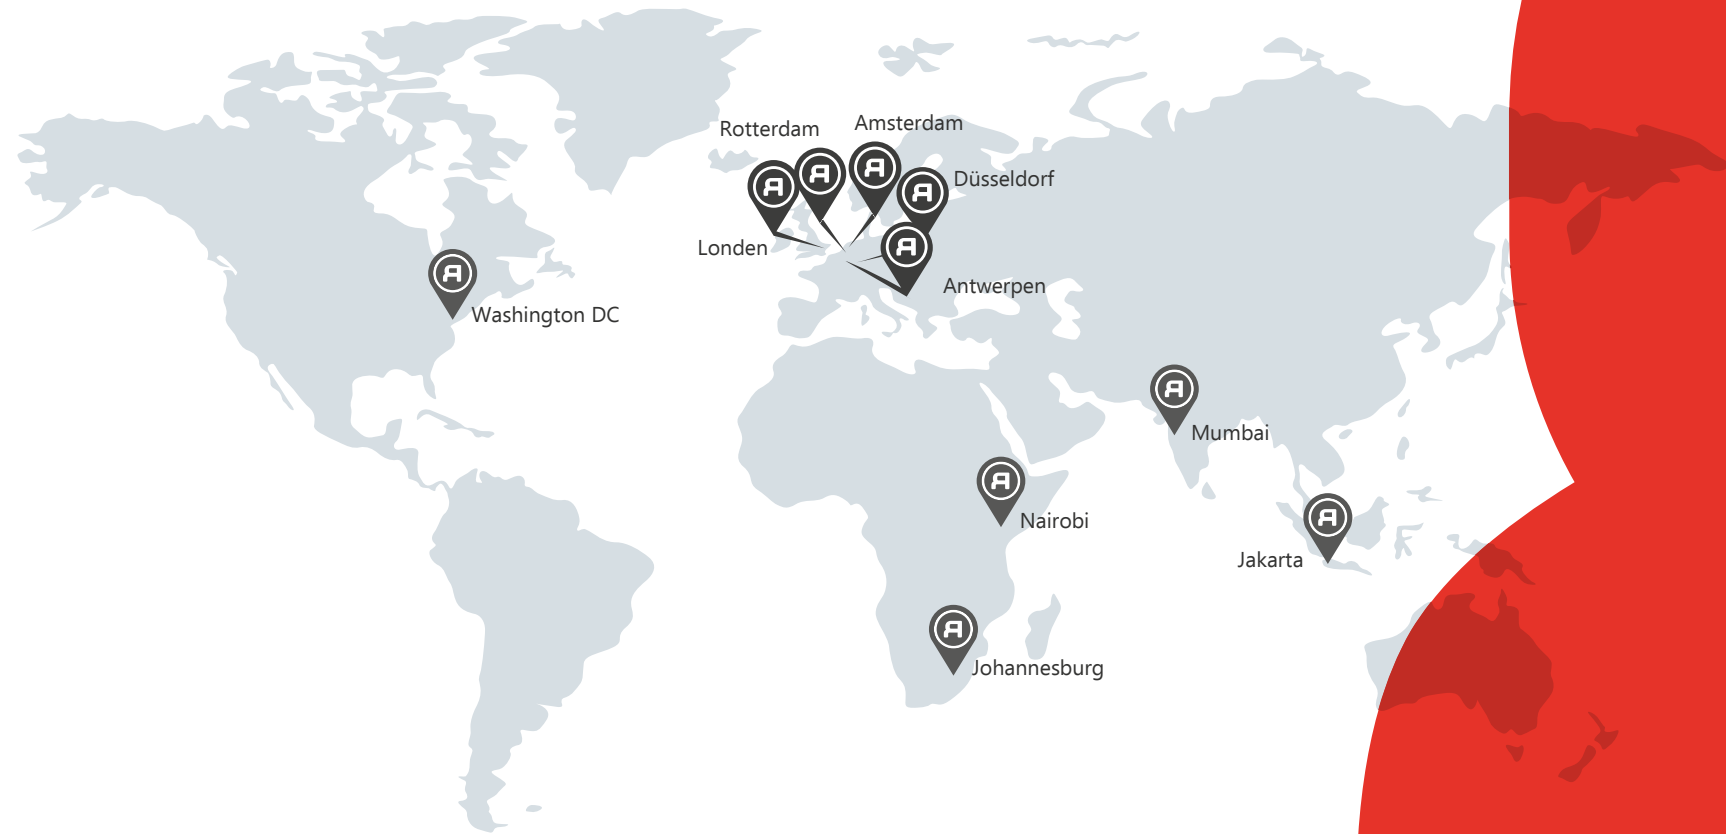 Rotterdam
Amsterdam
Düsseldorf
Londen
Antwerpen
Washington DC
Mumbai
Nairobi
Jakarta
Johannesburg